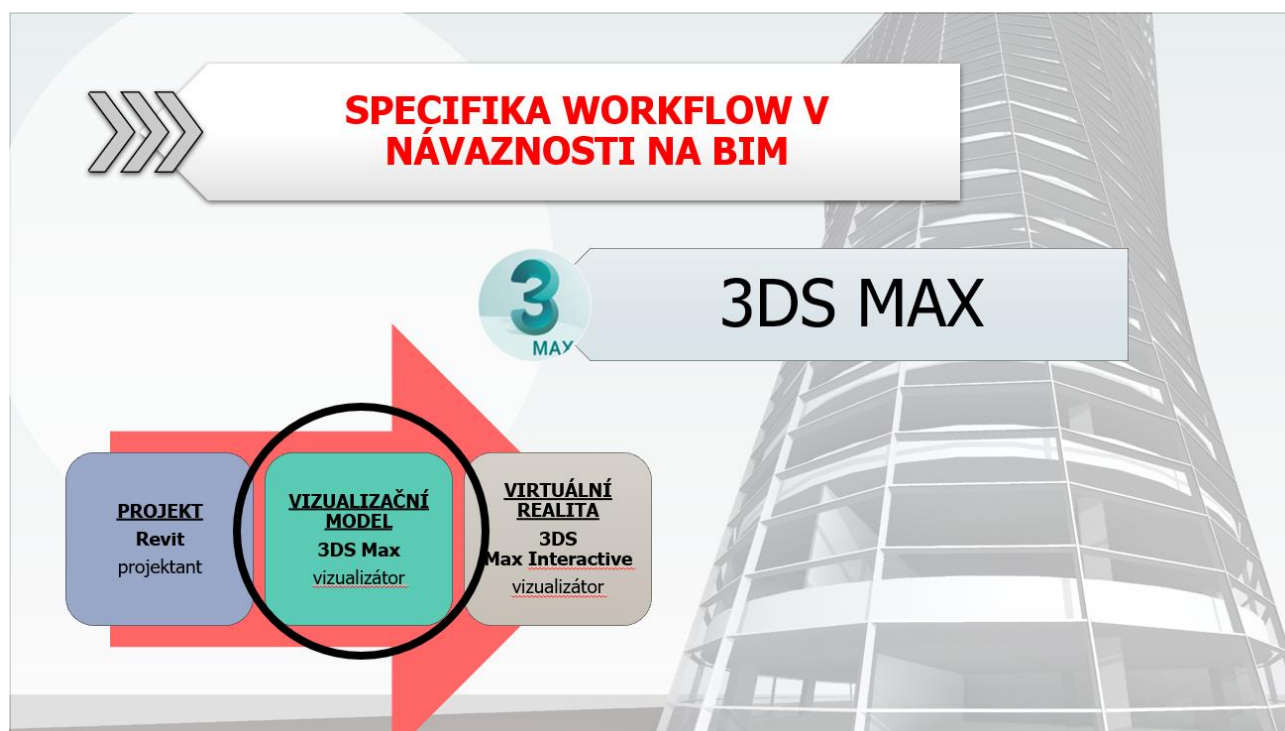 SPECIFIKA WORKFLOW V
NÁVAZNOSTI NA BIM
3
MAX
3DS MAX
PROJEKT
Revit
projektant
VIZUALIZAČNÍ
MODEL
3DS Max
vizualizátor
VIRTUÁLNÍ
REALITA
3DS
Max Interactive
vizualizátor